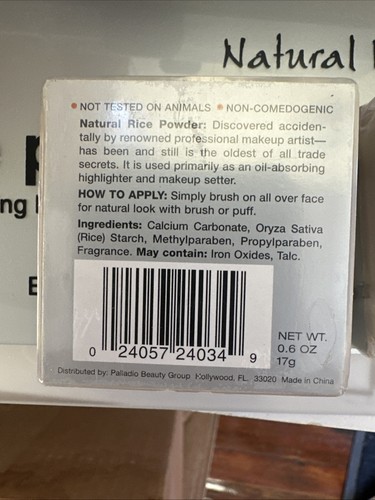 Natural
• NOT TESTED ON ANIMALS • NON-COMEDOGENIC
Natural Rice Powder: Discovered acciden-
tally by renowned professional makeup artist—
has been and still is the oldest of all trade
secrets. It is used primarily as an oil-absorbing
highlighter and makeup setter.
HOW TO APPLY: Simply brush on all over face
for natural look with brush or puff.
Ingredients: Calcium Carbonate, Oryza Sativa
(Rice) Starch, Methylparaben, Propylparaben,
Fragrance. May contain: Iron Oxides, Talc.
0 24057 24034 9
NET WT.
0.6 OZ
17g
Distributed by: Palladio Beauty Group Hollywood, FL. 33020 Made in China